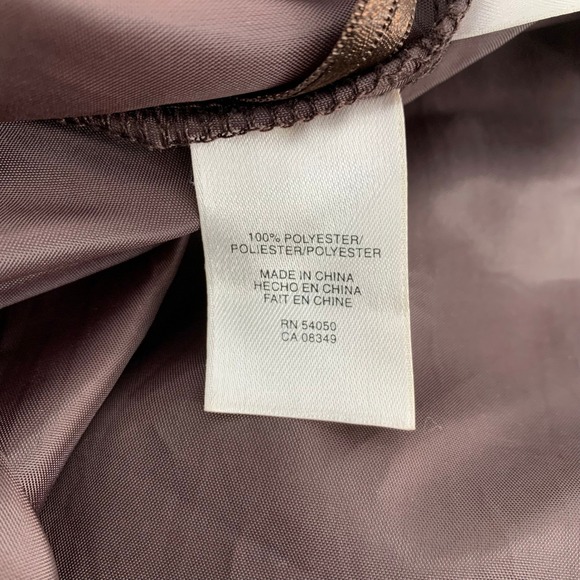 100% POLYESTER/
POLIESTER/POLYESTER
MADE IN CHINA
HECHO EN CHINA
FAIT EN CHINE
RN 54050
CA 08349